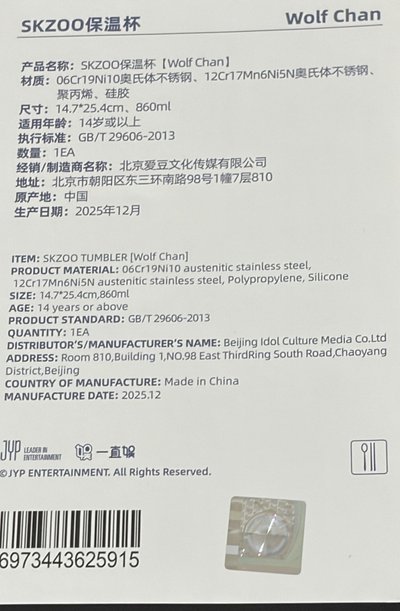 SKZOO保温杯
Wolf Chan
产品名称：SKZOO保温杯【Wolf Chan】
材质：06Cr19Ni10奥氏体不锈钢、12Cr17Mn6Ni5N奥氏体不锈钢、
聚丙烯、硅胶
尺寸：14.7*25.4cm、860ml
适用年龄：14岁或以上
执行标准：GB/T 29606-2013
数量：1EA
经销/制造商名称：北京爱豆文化传媒有限公司
地址：北京市朝阳区东三环南路98号1幢7层810
原产地：中国
生产日期：2025年12月
ITEM: SKZOO TUMBLER [Wolf Chan]
PRODUCT MATERIAL: 06Cr19Ni10 austenitic stainless steel,
12Cr17Mn6Ni5N austenitic stainless steel, Polypropylene, Silicone
SIZE: 14.7*25.4cm,860ml
AGE: 14 years or above
PRODUCT STANDARD: GB/T 29606-2013
QUANTITY: 1EA
DISTRIBUTOR'S/MANUFACTURER'S NAME: Beijing Idol Culture Media Co.Ltd
ADDRESS: Room 810,Building 1,NO.98 East ThirdRing South Road,Chaoyang
District,Beijing
COUNTRY OF MANUFACTURE: Made in China
MANUFACTURE DATE: 2025.12
JYP LEADER IN
ENTERTAINMENT
一直娱
©JYP ENTERTAINMENT. All Rights Reserved.
6973443625915